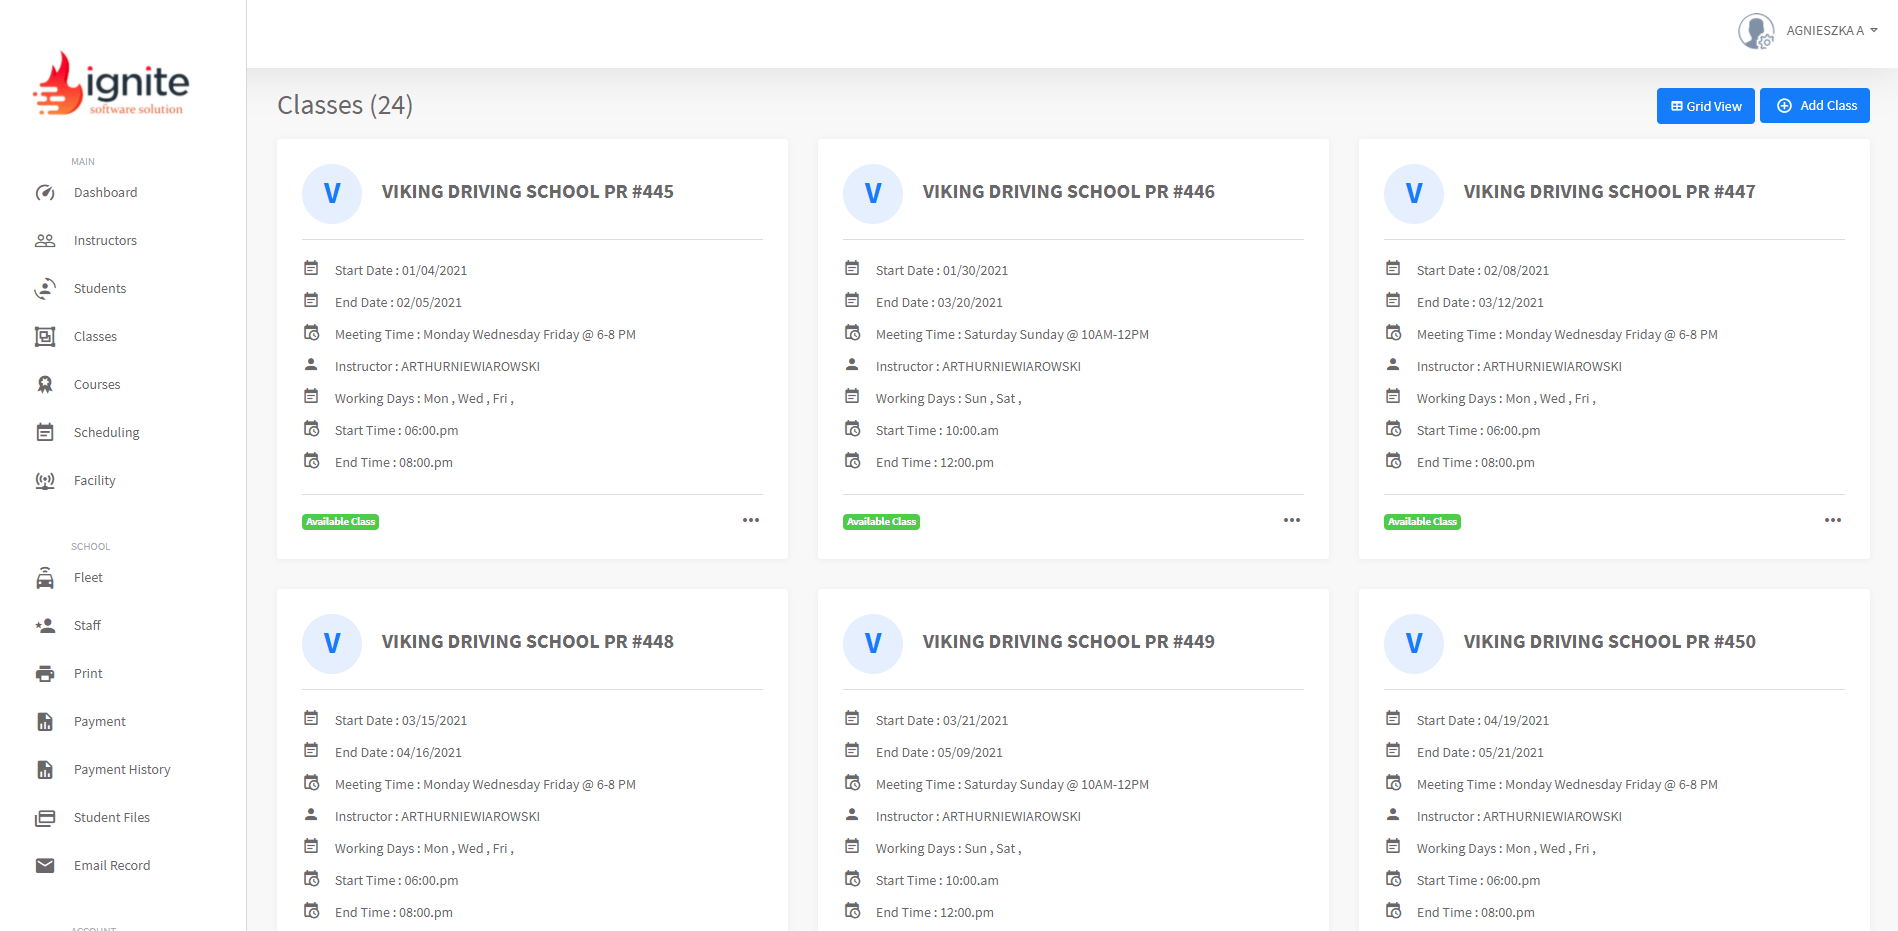 AGNIESZKA A
ignite
software solution
MAIN
Dashboard
Instructors
Students
Classes
Courses
Scheduling
Facility
SCHOOL
Fleet
Staff
Print
Payment
Payment History
Student Files
Email Record
ACCOUNT
Classes (24)
Grid View
Add Class
V
VIKING DRIVING SCHOOL PR #445
Start Date : 01/04/2021
End Date : 02/05/2021
Meeting Time : Monday Wednesday Friday @ 6-8 PM
Instructor : ARTHURNIEWIAROWSKI
Working Days : Mon , Wed , Fri ,
Start Time : 06:00.pm
End Time : 08:00.pm
Available Class
V
VIKING DRIVING SCHOOL PR #446
Start Date : 01/30/2021
End Date : 03/20/2021
Meeting Time : Saturday Sunday @ 10AM-12PM
Instructor : ARTHURNIEWIAROWSKI
Working Days : Sun , Sat ,
Start Time : 10:00.am
End Time : 12:00.pm
Available Class
V
VIKING DRIVING SCHOOL PR #447
Start Date : 02/08/2021
End Date : 03/12/2021
Meeting Time : Monday Wednesday Friday @ 6-8 PM
Instructor : ARTHURNIEWIAROWSKI
Working Days : Mon , Wed , Fri ,
Start Time : 06:00.pm
End Time : 08:00.pm
Available Class
V
VIKING DRIVING SCHOOL PR #448
Start Date : 03/15/2021
End Date : 04/16/2021
Meeting Time : Monday Wednesday Friday @ 6-8 PM
Instructor : ARTHURNIEWIAROWSKI
Working Days : Mon , Wed , Fri ,
Start Time : 06:00.pm
End Time : 08:00.pm
V
VIKING DRIVING SCHOOL PR #449
Start Date : 03/21/2021
End Date : 05/09/2021
Meeting Time : Saturday Sunday @ 10AM-12PM
Instructor : ARTHURNIEWIAROWSKI
Working Days : Sun , Sat ,
Start Time : 10:00.am
End Time : 12:00.pm
V
VIKING DRIVING SCHOOL PR #450
Start Date : 04/19/2021
End Date : 05/21/2021
Meeting Time : Monday Wednesday Friday @ 6-8 PM
Instructor : ARTHURNIEWIAROWSKI
Working Days : Mon , Wed , Fri ,
Start Time : 06:00.pm
End Time : 08:00.pm